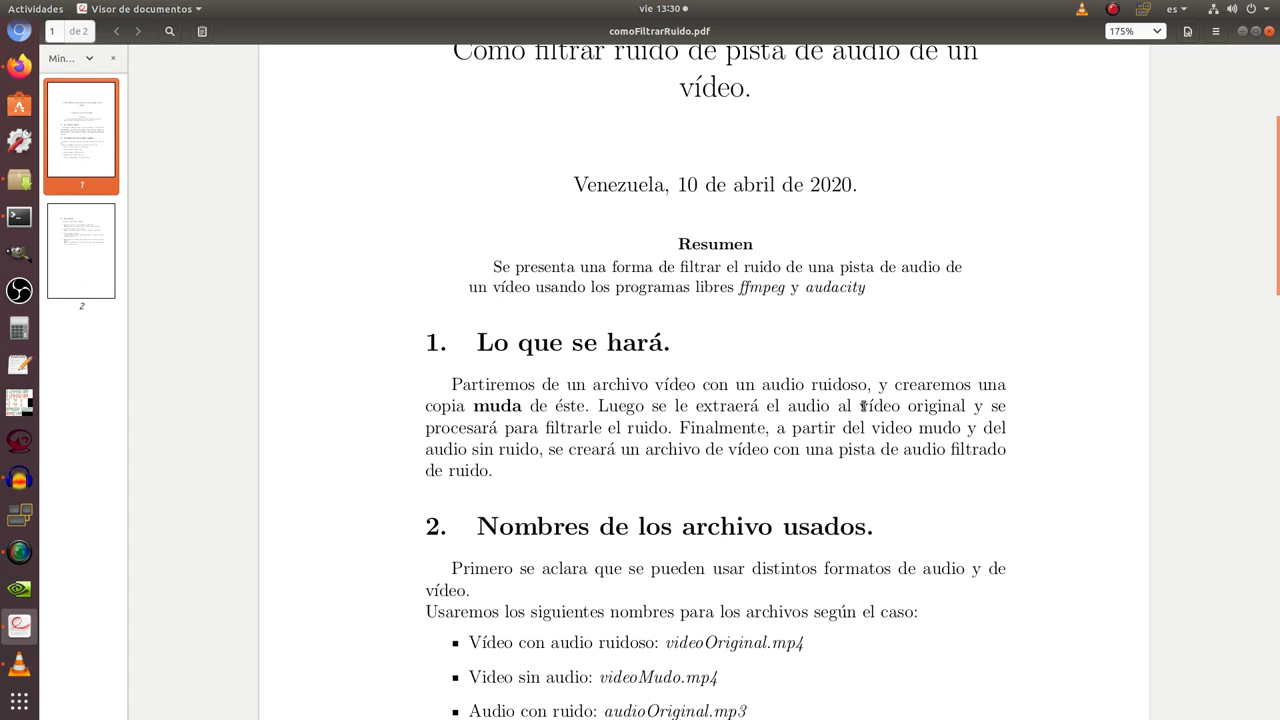 Actividades
Visor de documentos
vie 13:30
es
1
de 2
comoFiltrarRuido.pdf
175%
Min...
1
2
Como filtrar ruido de pista de audio de un
vídeo.
Venezuela, 10 de abril de 2020.
Resumen
Se presenta una forma de filtrar el ruido de una pista de audio de
un vídeo usando los programas libres ffmpeg y audacity
1. Lo que se hará.
Partiremos de un archivo vídeo con un audio ruidoso, y crearemos una
copia muda de éste. Luego se le extraerá el audio al vídeo original y se
procesará para filtrarle el ruido. Finalmente, a partir del video mudo y del
audio sin ruido, se creará un archivo de vídeo con una pista de audio filtrado
de ruido.
2. Nombres de los archivo usados.
Primero se aclara que se pueden usar distintos formatos de audio y de
vídeo.
Usaremos los siguientes nombres para los archivos según el caso:
Vídeo con audio ruidoso: videoOriginal.mp4
Video sin audio: videoMudo.mp4
Audio con ruido: audioOriginal.mp3